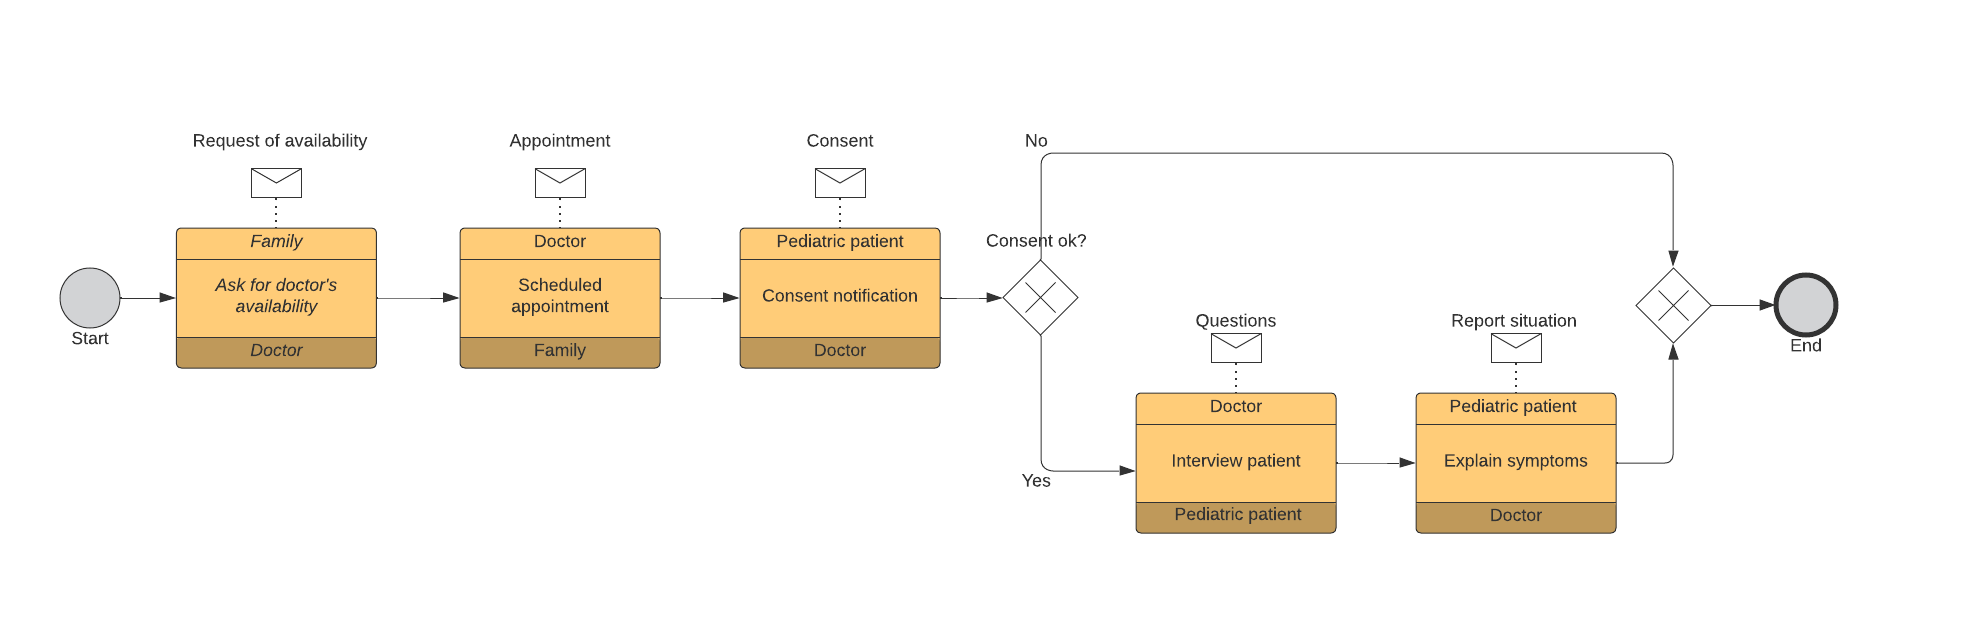 Request of availability
Family
Ask for doctor's
availability
Doctor
Start
Appointment
Doctor
Scheduled
appointment
Family
Consent
Pediatric patient
Consent notification
Doctor
Consent ok?
No
Yes
Questions
Doctor
Interview patient
Pediatric patient
Report situation
Pediatric patient
Explain symptoms
Doctor
End